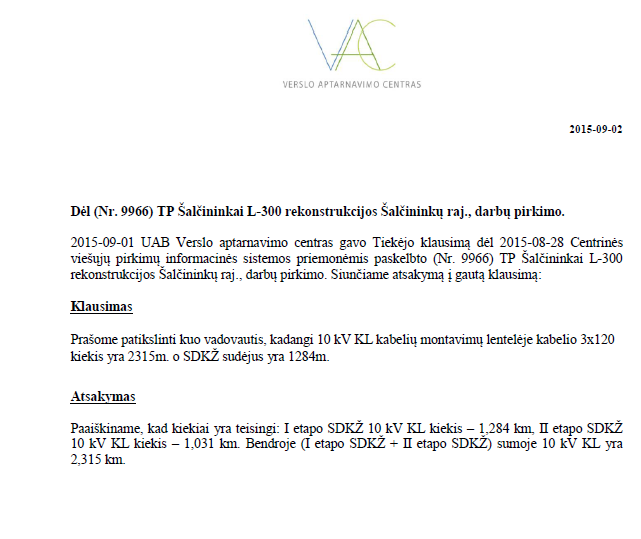 VAC
VERSLO APTARNAVIMO CENTRAS
2015-09-02
Dėl (Nr. 9966) TP Šalčininkai L-300 rekonstrukcijos Šalčininkų raj., darbų pirkimo.
2015-09-01 UAB Verslo aptarnavimo centras gavo Tiekėjo klausimą dėl 2015-08-28 Centrinės
viešųjų pirkimų informacinės sistemos priemonėmis paskelbto (Nr. 9966) TP Šalčininkai L-300
rekonstrukcijos Šalčininkų raj., darbų pirkimo. Siunčiame atsakymą į gautą klausimą:
Klausimas
Prašome patikslinti kuo vadovautis, kadangi 10 kV KL kabelių montavimų lentelėje kabelio 3x120
kiekis yra 2315m. o SDKŽ sudėjus yra 1284m.
Atsakymas
Paaiškiname, kad kiekiai yra teisingi: I etapo SDKŽ 10 kV KL kiekis – 1,284 km, II etapo SDKŽ
10 kV KL kiekis – 1,031 km. Bendroje (I etapo SDKŽ + II etapo SDKŽ) sumoje 10 kV KL yra
2,315 km.